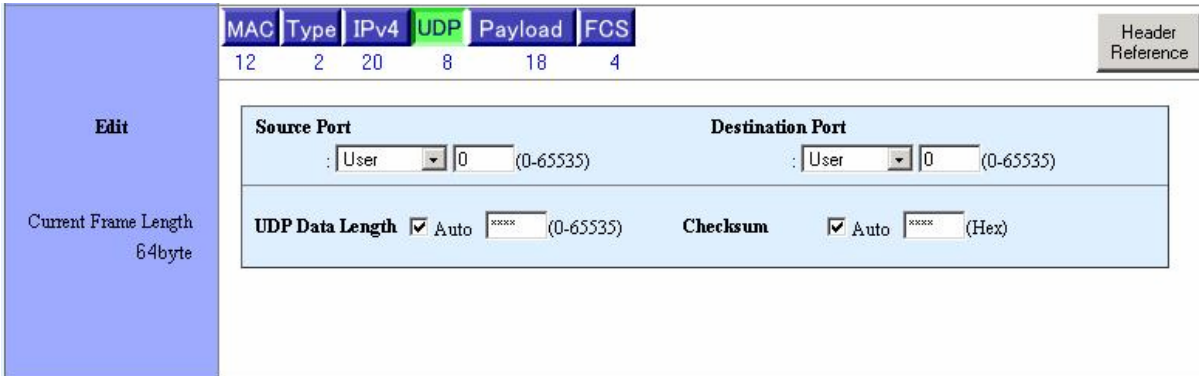 MAC Type IPv4 UDP Payload FCS
12 2 20 8 18 4
Header
Reference
Edit
Source Port Destination Port
: User 0 (0-65535) : User 0 (0-65535)
Current Frame Length
64byte
UDP Data Length Auto **** (0-65535) Checksum Auto **** (Hex)